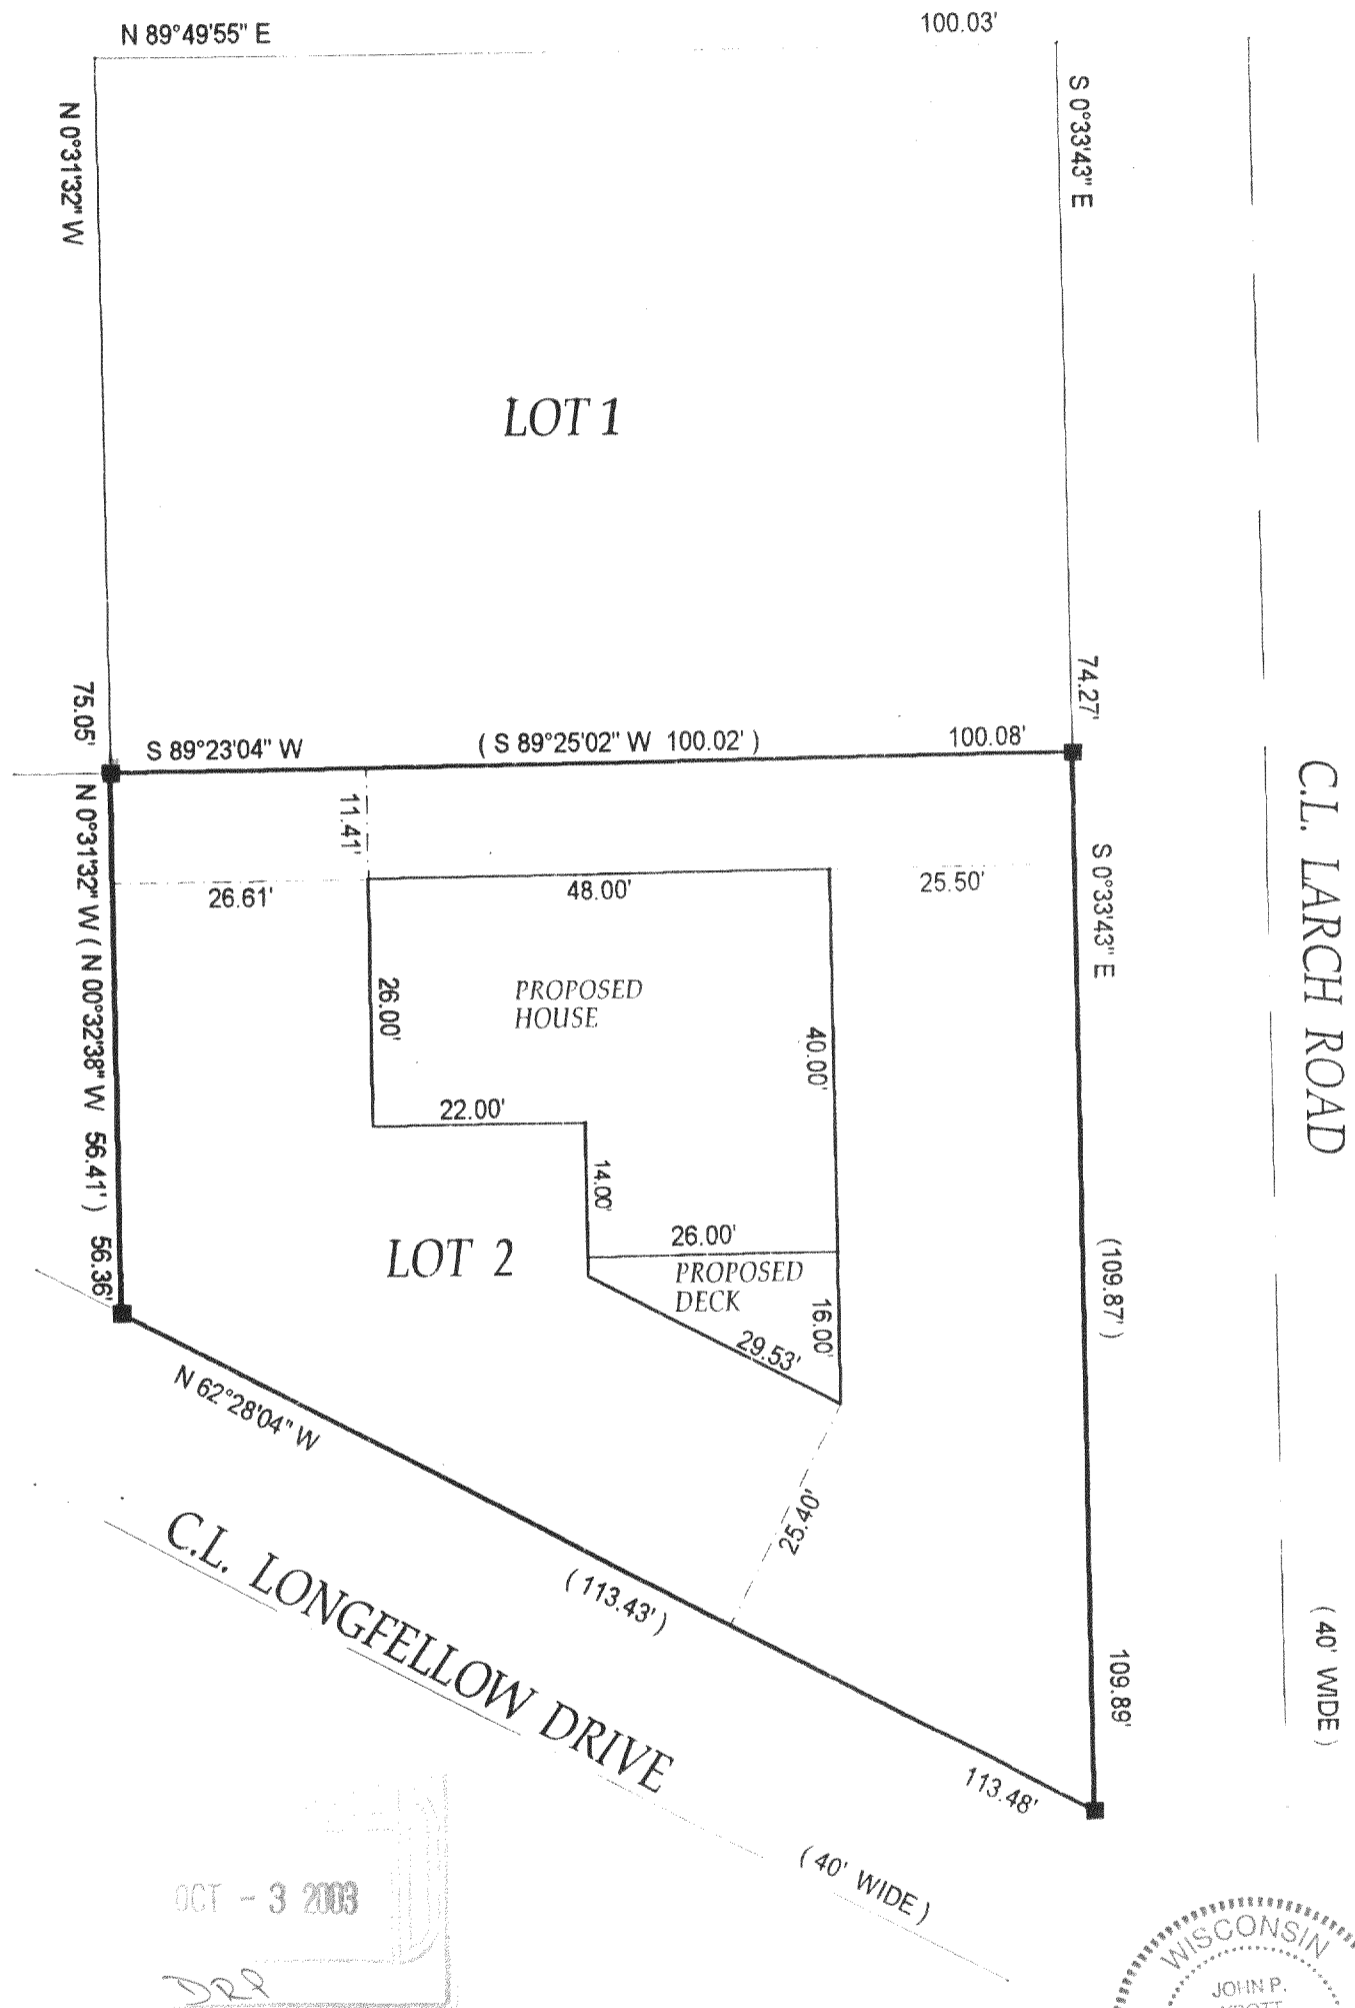 N 89°49'55" E
100.03'
N 0°31'32" W
S 0°33'43" E
LOT 1
75.05'
74.27'
S 89°23'04" W
( S 89°25'02" W 100.02' )
100.08'
11.41'
26.61'
48.00'
25.50'
N 0°31'32" W ( N 00°32'38" W 56.41' ) 56.36'
S 0°33'43" E
C.L. LARCH ROAD
26.00'
PROPOSED
HOUSE
40.00'
22.00'
14.00'
26.00'
LOT 2
PROPOSED
DECK
16.00'
29.53'
(109.87' )
N 62°28'04" W
25.40'
( 113.43' )
C.L. LONGFELLOW DRIVE
109.89'
( 40' WIDE )
113.48'
( 40' WIDE )
OCT - 3 2003
DRP
WISCONSIN
JOHN P.